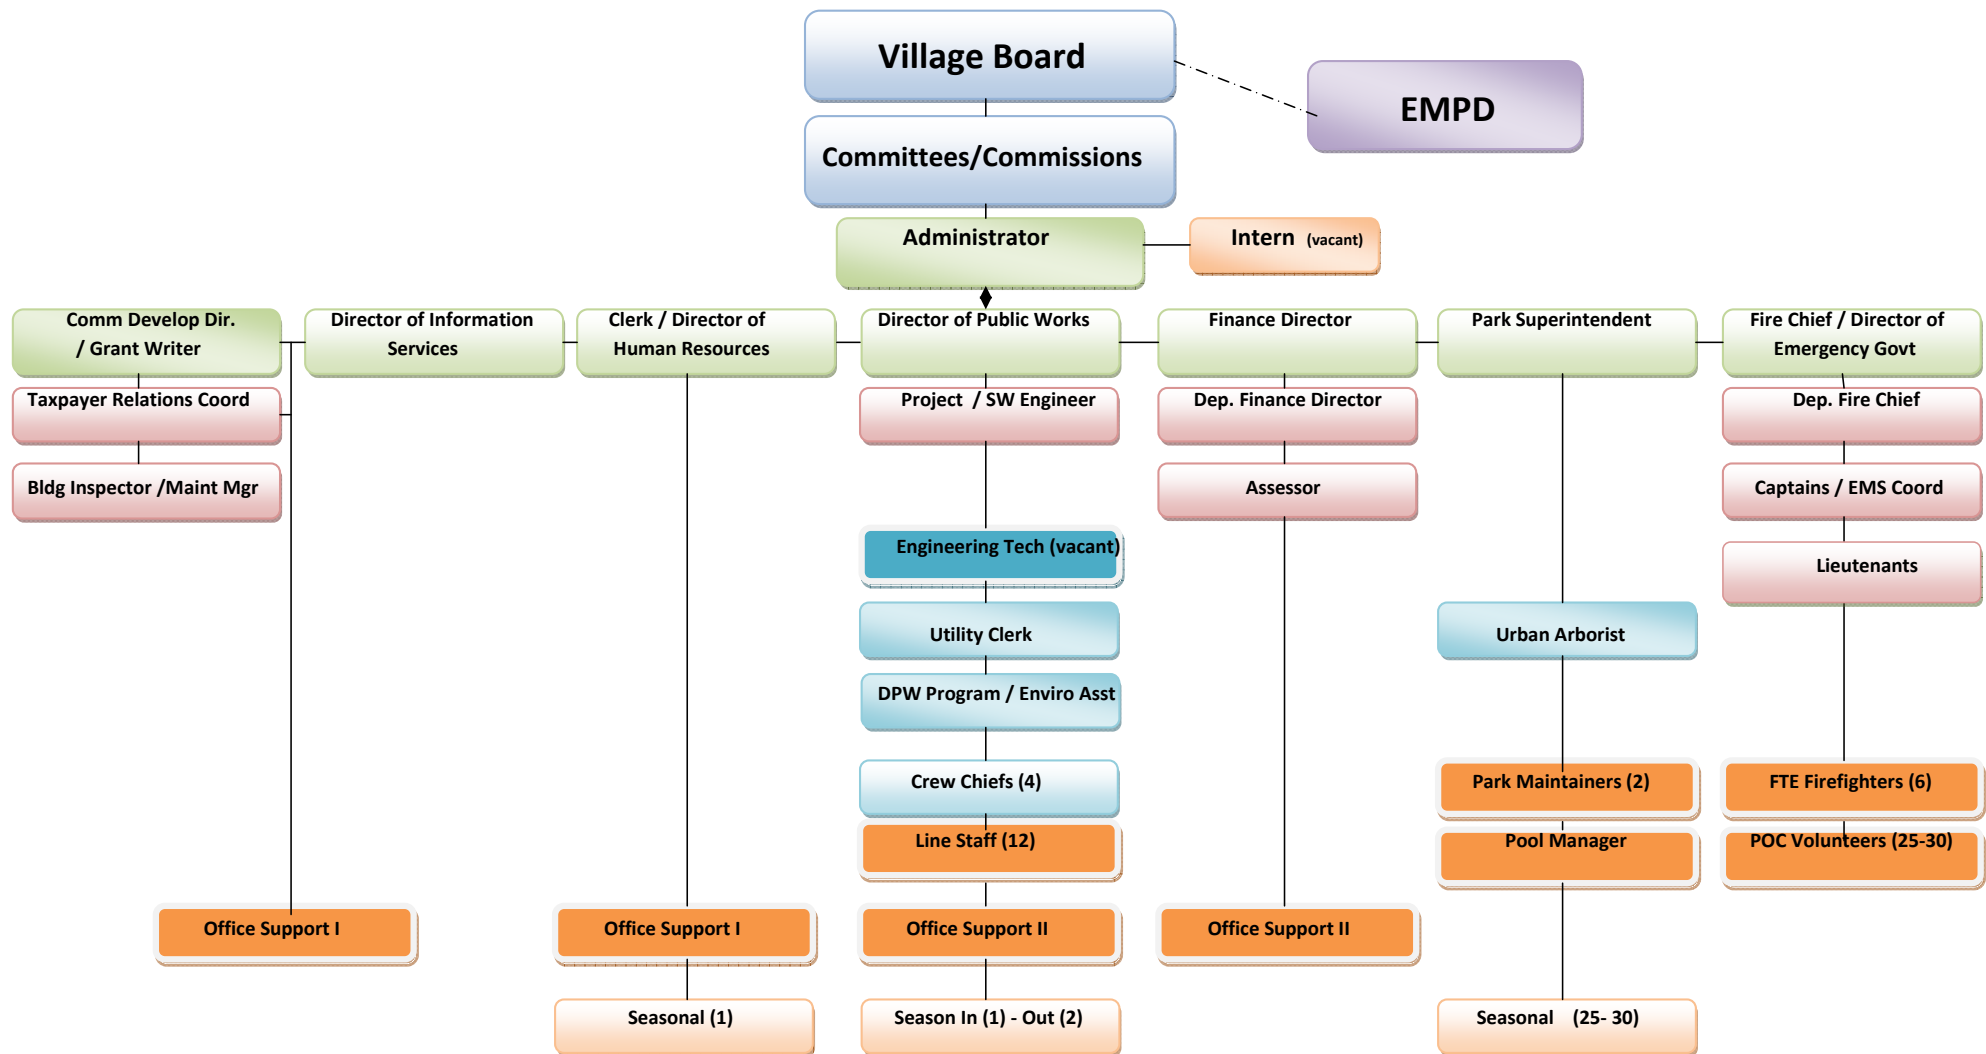 Village Board
EMPD
Committees/Commissions
Administrator
Intern (vacant)
Comm Develop Dir.
/ Grant Writer
Director of Information
Services
Clerk / Director of
Human Resources
Director of Public Works
Finance Director
Park Superintendent
Fire Chief / Director of
Emergency Govt
Taxpayer Relations Coord
Project / SW Engineer
Dep. Finance Director
Dep. Fire Chief
Bldg Inspector /Maint Mgr
Assessor
Captains / EMS Coord
Engineering Tech (vacant)
Lieutenants
Utility Clerk
Urban Arborist
DPW Program / Enviro Asst
Crew Chiefs (4)
Park Maintainers (2)
FTE Firefighters (6)
Line Staff (12)
Pool Manager
POC Volunteers (25-30)
Office Support I
Office Support I
Office Support II
Office Support II
Seasonal (1)
Season In (1) - Out (2)
Seasonal (25- 30)